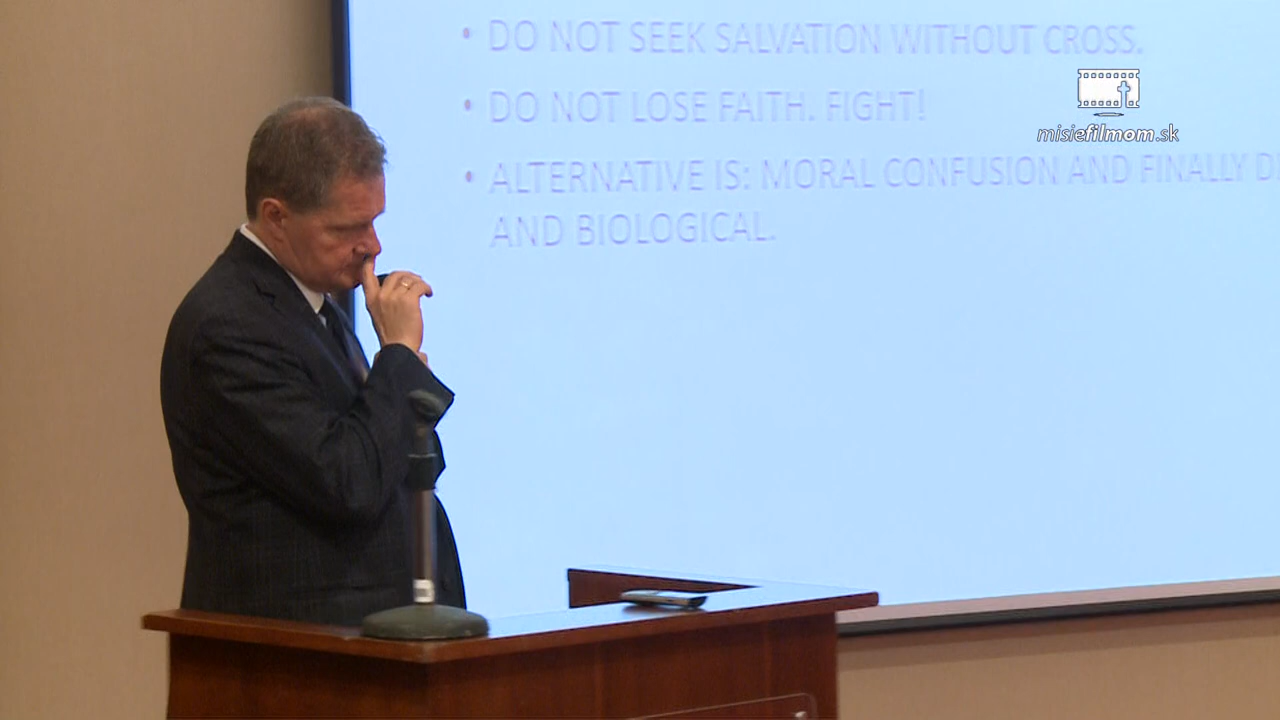 • DO NOT SEEK SALVATION WITHOUT CROSS.
• DO NOT LOSE FAITH. FIGHT!
• ALTERNATIVE IS: MORAL CONFUSION AND FINALLY
AND BIOLOGICAL.
misiefilmom.sk